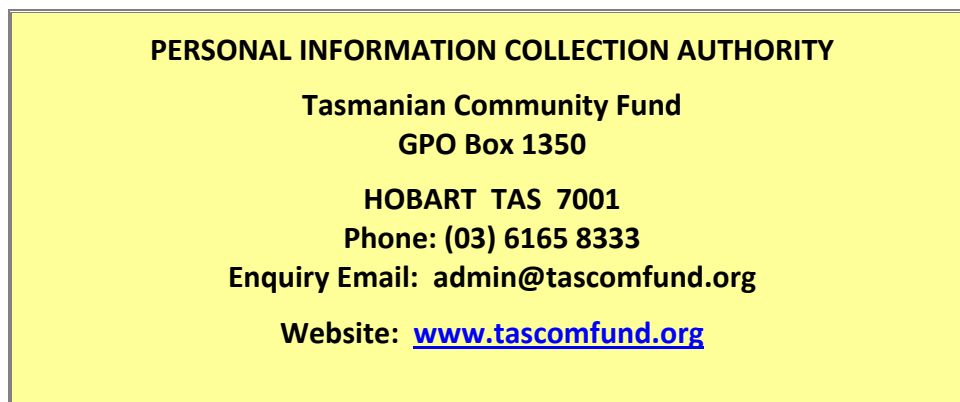 PERSONAL INFORMATION COLLECTION AUTHORITY
Tasmanian Community Fund
GPO Box 1350
HOBART TAS 7001
Phone: (03) 6165 8333
Enquiry Email: admin@tascomfund.org
Website: www.tascomfund.org